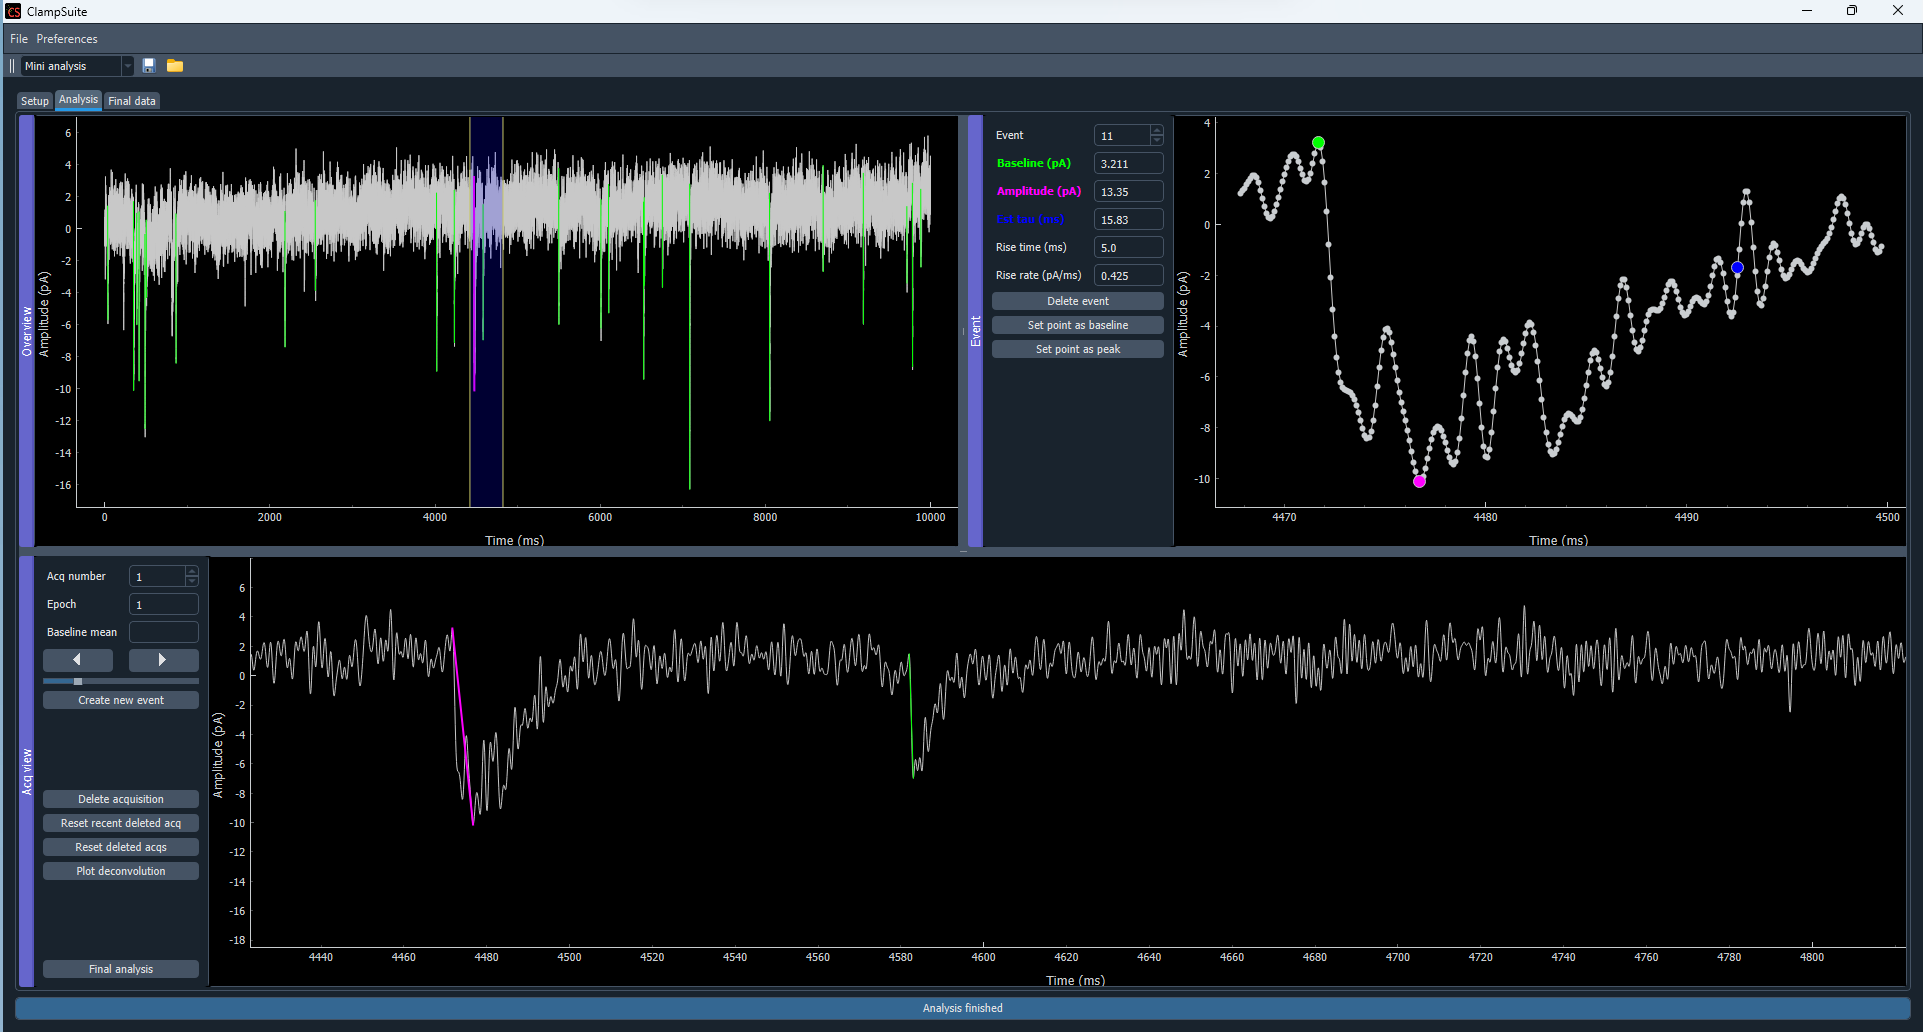 CS ClampSuite
File Preferences
Mini analysis
Setup Analysis Final data
Overview
Amplitude (pA)
6
4
2
0
-2
-4
-6
-8
-10
-12
-14
-16
0 2000 4000 6000 8000 10000
Time (ms)
Event
Event 11
Baseline (pA) 3.211
Amplitude (pA) 13.35
Est tau (ms) 15.83
Rise time (ms) 5.0
Rise rate (pA/ms) 0.425
Delete event
Set point as baseline
Set point as peak
Amplitude (pA)
4
2
0
-2
-4
-6
-8
-10
4470 4480 4490 4500
Time (ms)
Acq view
Acq number 1
Epoch 1
Baseline mean
Create new event
Delete acquisition
Reset recent deleted acq
Reset deleted acqs
Plot deconvolution
Final analysis
Amplitude (pA)
6
4
2
0
-2
-4
-6
-8
-10
-12
-14
-16
-18
4440 4460 4480 4500 4520 4540 4560 4580 4600 4620 4640 4660 4680 4700 4720 4740 4760 4780 4800
Time (ms)
Analysis finished